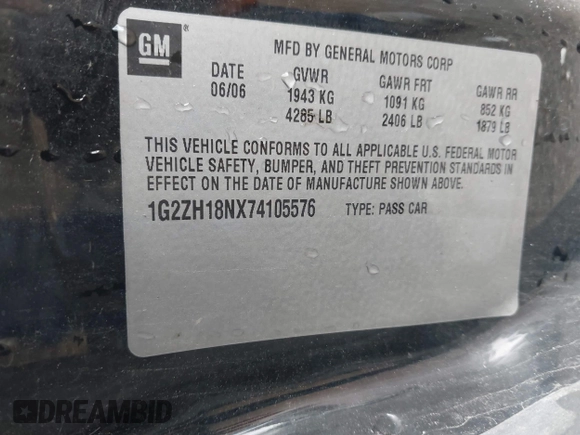 GM ®
MFD BY GENERAL MOTORS CORP
DATE GVWR GAWR FRT GAWR RR
06/06 1943 KG 1091 KG 852 KG
4285 LB 2406 LB 1879 LB
THIS VEHICLE CONFORMS TO ALL APPLICABLE U.S. FEDERAL MOTOR
VEHICLE SAFETY, BUMPER, AND THEFT PREVENTION STANDARDS IN
EFFECT ON THE DATE OF MANUFACTURE SHOWN ABOVE.
1G2ZH18NX74105576 TYPE: PASS CAR
DREAMBID